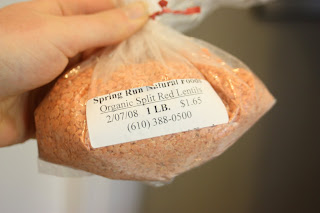 Spring Run Natural Foods
Organic Split Red Lentils
2/07/08 1 LB. $1.65
(610) 388-0500